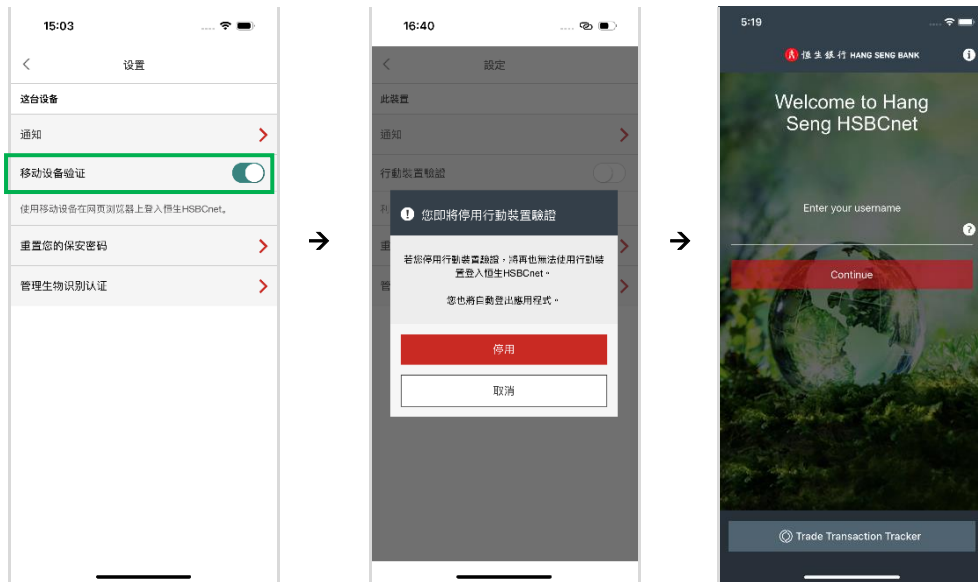 15:03
设置
这台设备
通知
移动设备验证
使用移动设备在网页浏览器上登入恒生HSBCnet。
重置您的保安密码
管理生物识别认证
→
16:40
設定
此裝置
通知
行動裝置驗證
利
您即將停用行動裝置驗證
若您停用行動裝置驗證，將再也無法使用行動裝
置登入恒生HSBCnet。
您也將自動登出應用程式。
停用
取消
重
管
→
5:19
恒生銀行 HANG SENG BANK
Welcome to Hang
Seng HSBCnet
Enter your username
Continue
Trade Transaction Tracker